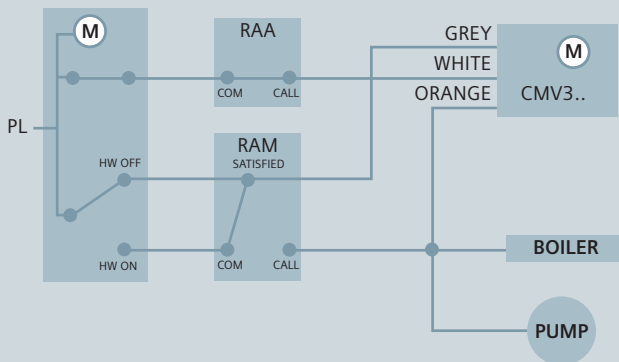 M
RAA
COM CALL
GREY
WHITE
ORANGE
M
CMV3..
PL
HW OFF
RAM
SATISFIED
HW ON
COM CALL
BOILER
PUMP